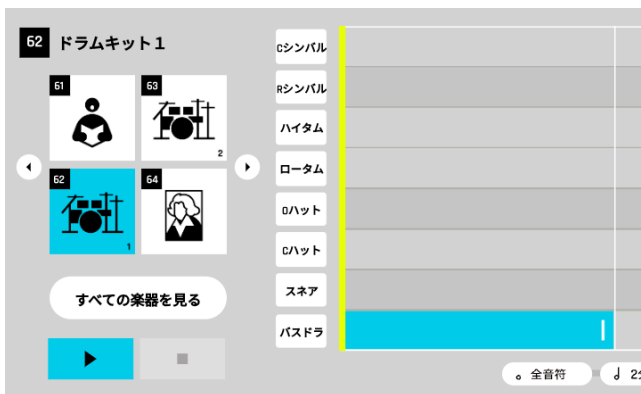 62 ドラムキット1
61
63
2
62
1
64
すべての楽器を見る
Cシンバル
Rシンバル
ハイタム
ロータム
Oハット
Cハット
スネア
バスドラ
全音符